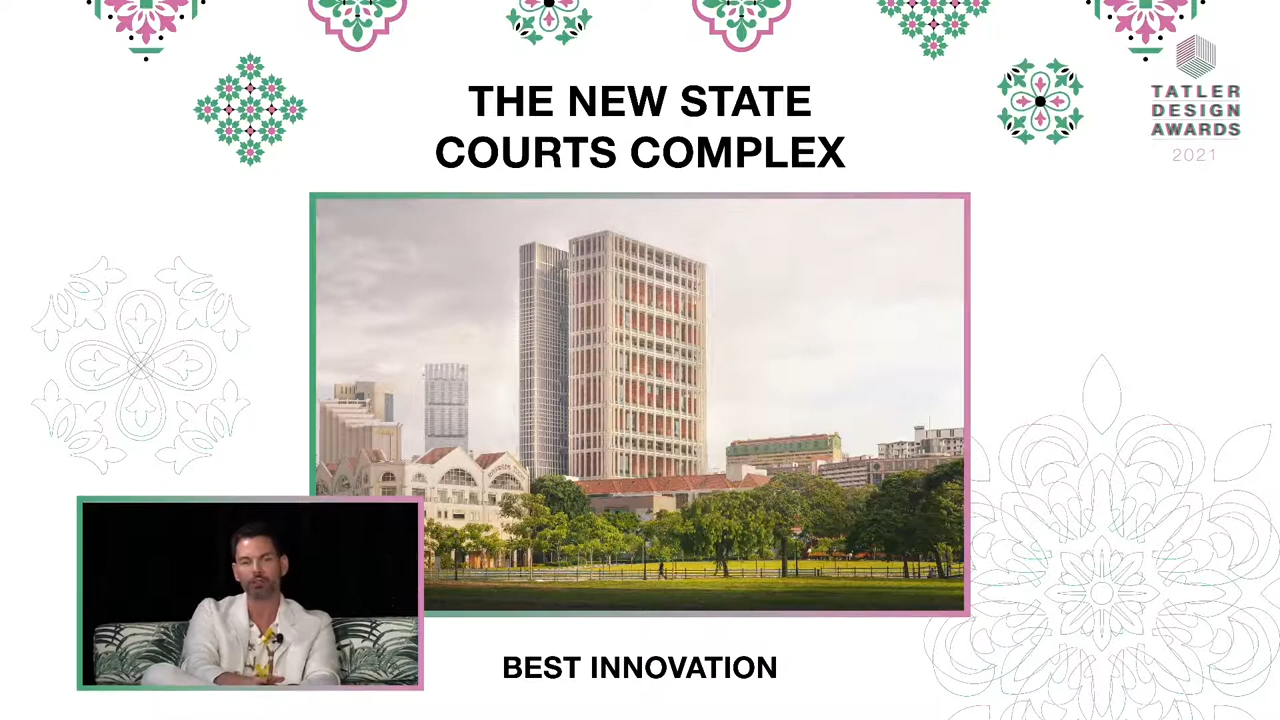 THE NEW STATE
COURTS COMPLEX
TATLER
DESIGN
AWARDS
2021
BEST INNOVATION